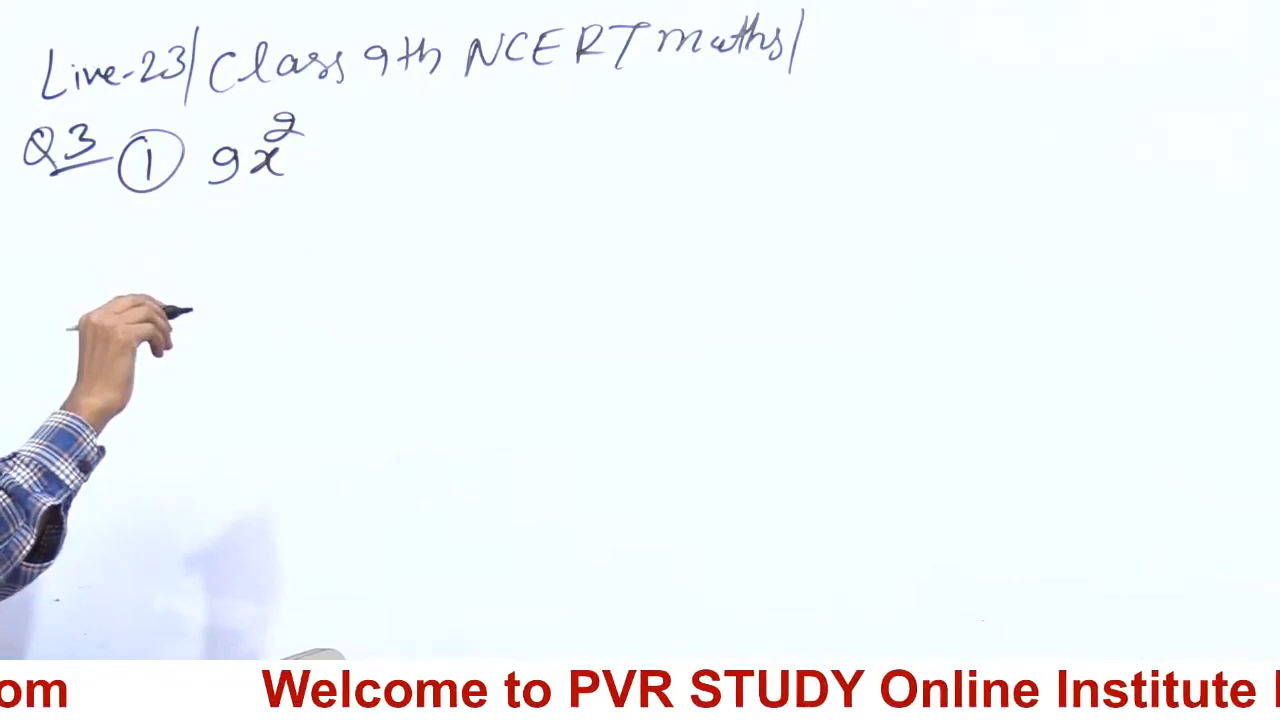 Live-23/Class 9th NCERT maths/
Q3 ① 9x²
om Welcome to PVR STUDY Online Institute